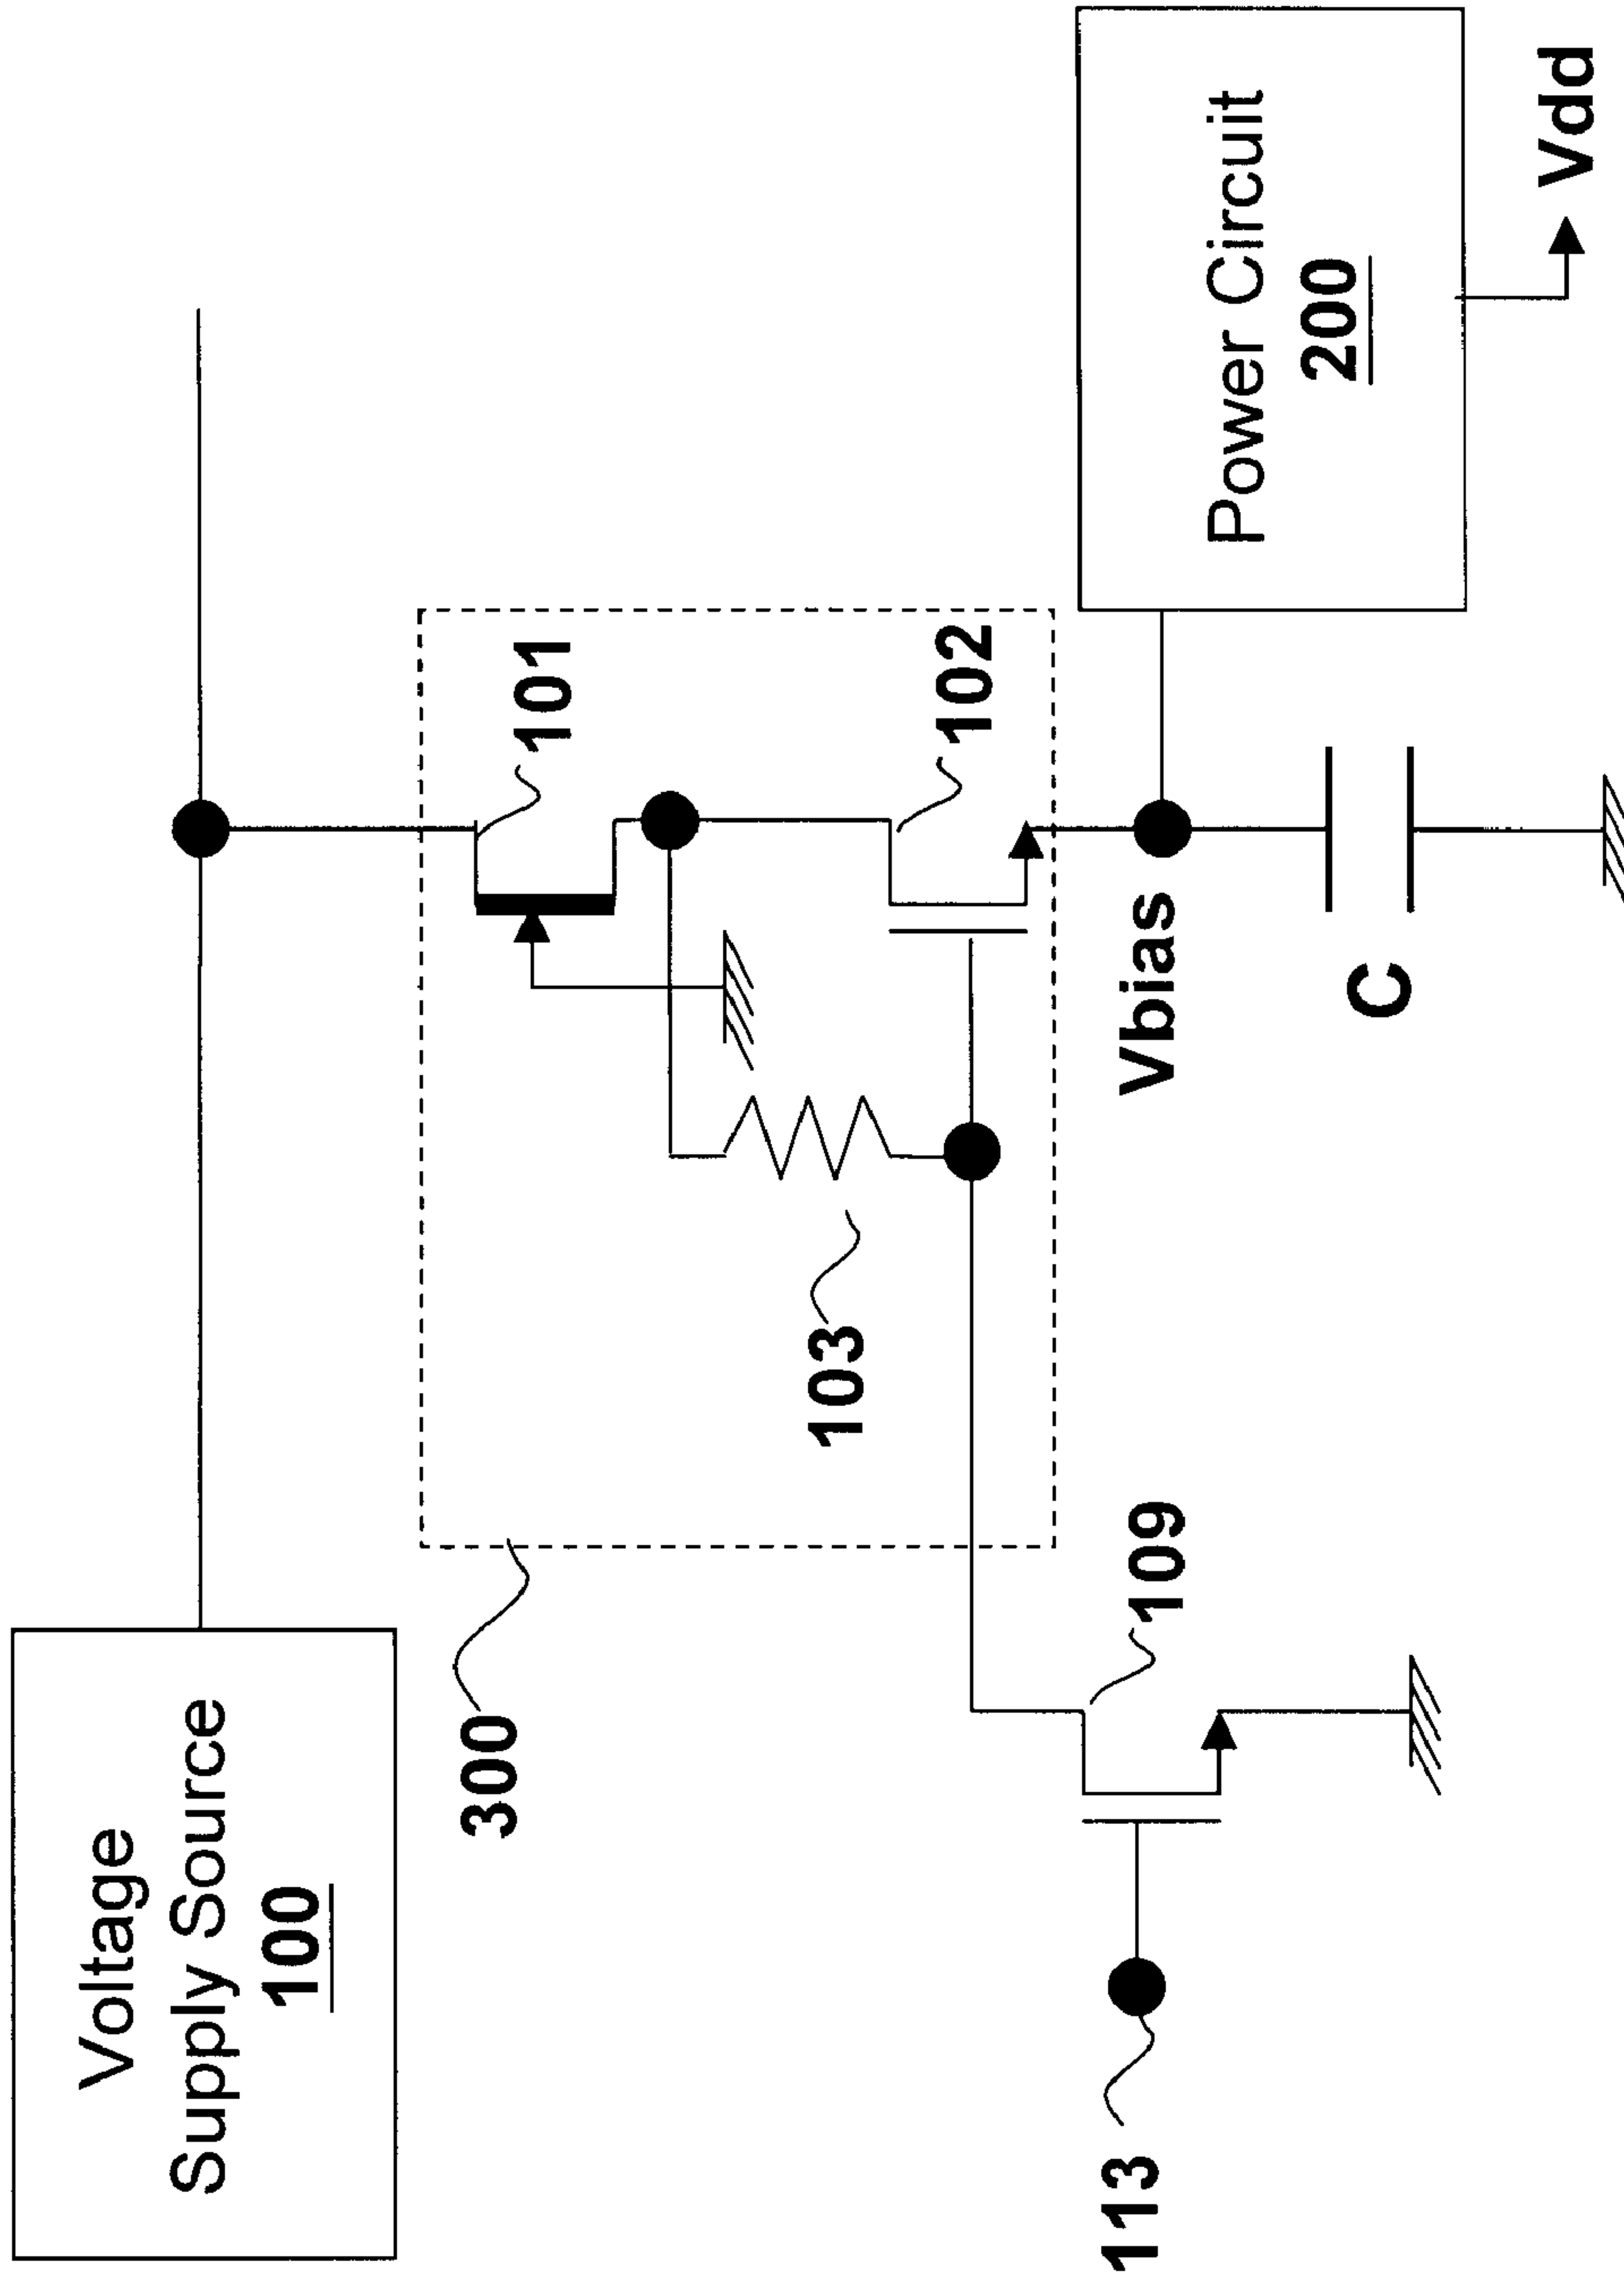 Voltage
Supply Source
100
300
101
102
103
109
113
Vbias
C
Power Circuit
200
Vdd